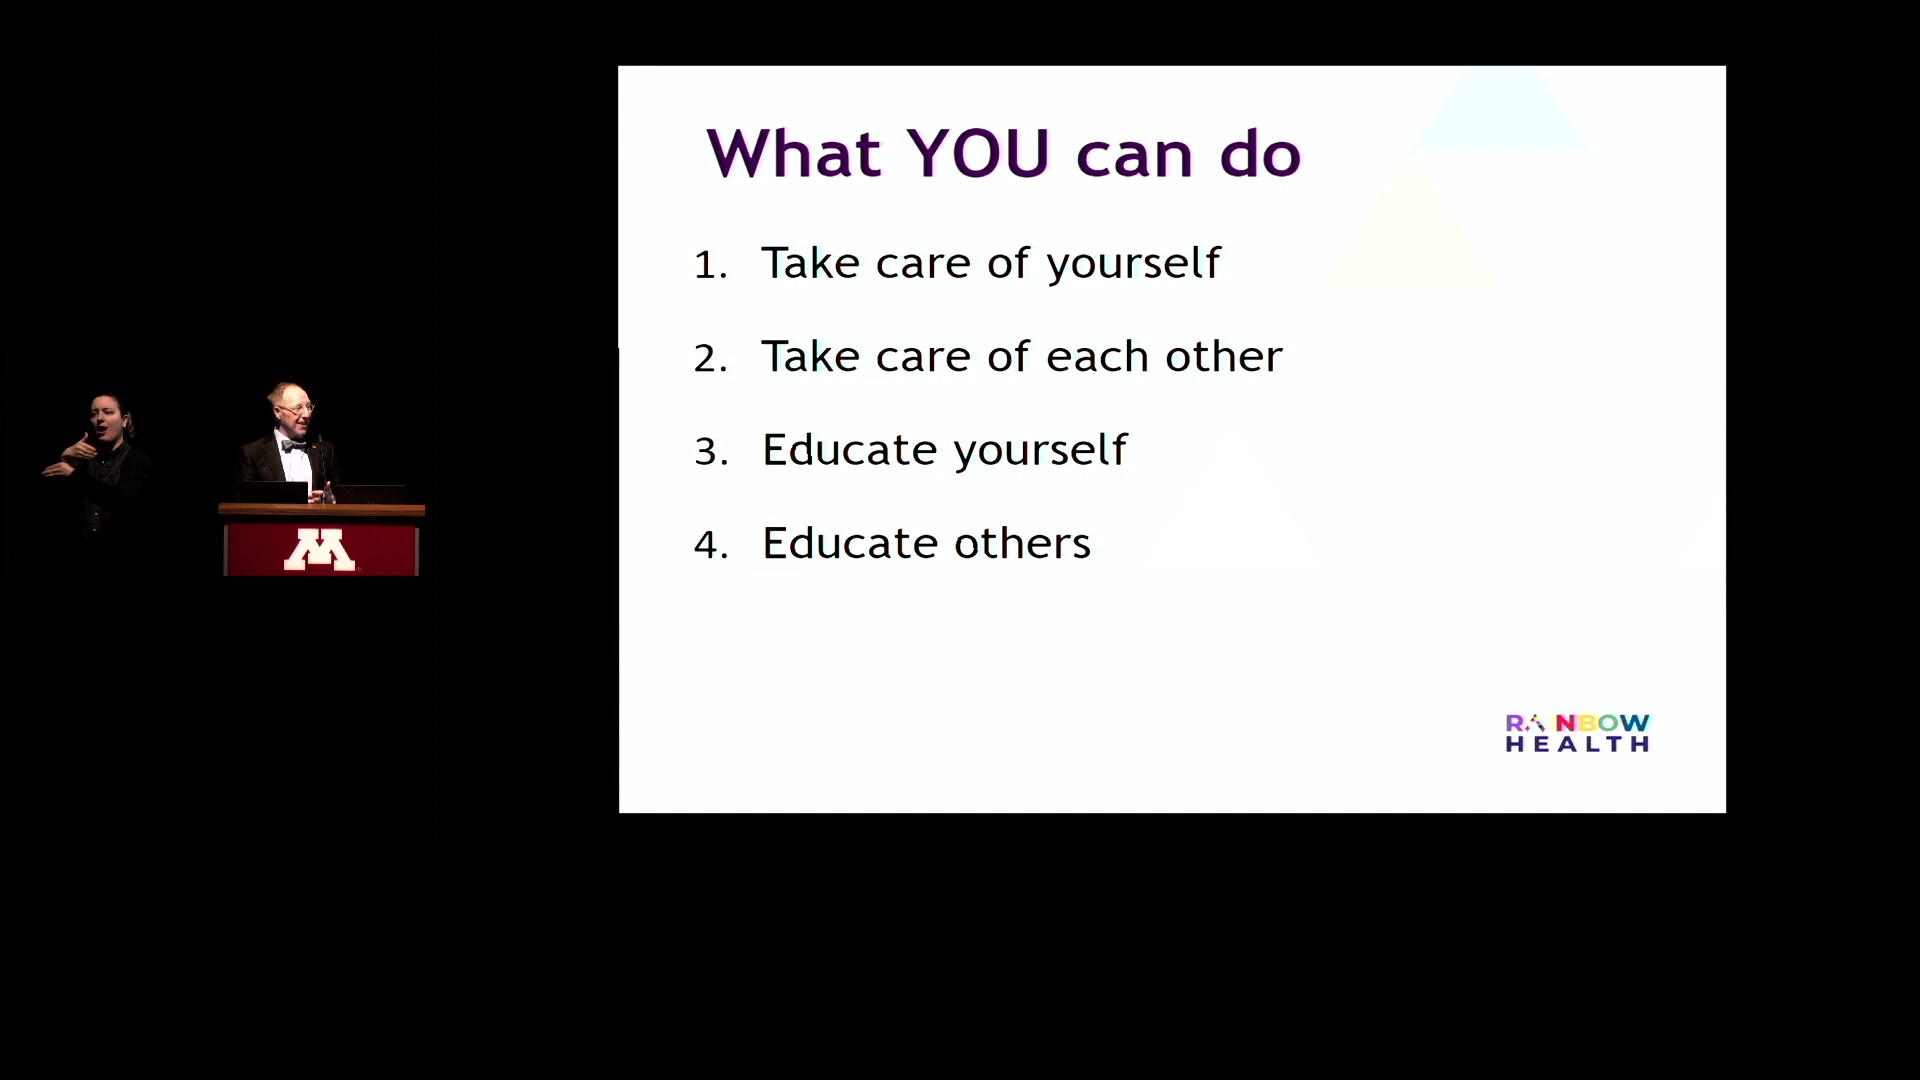 What YOU can do
1. Take care of yourself
2. Take care of each other
3. Educate yourself
4. Educate others
RAINBOW
HEALTH
M